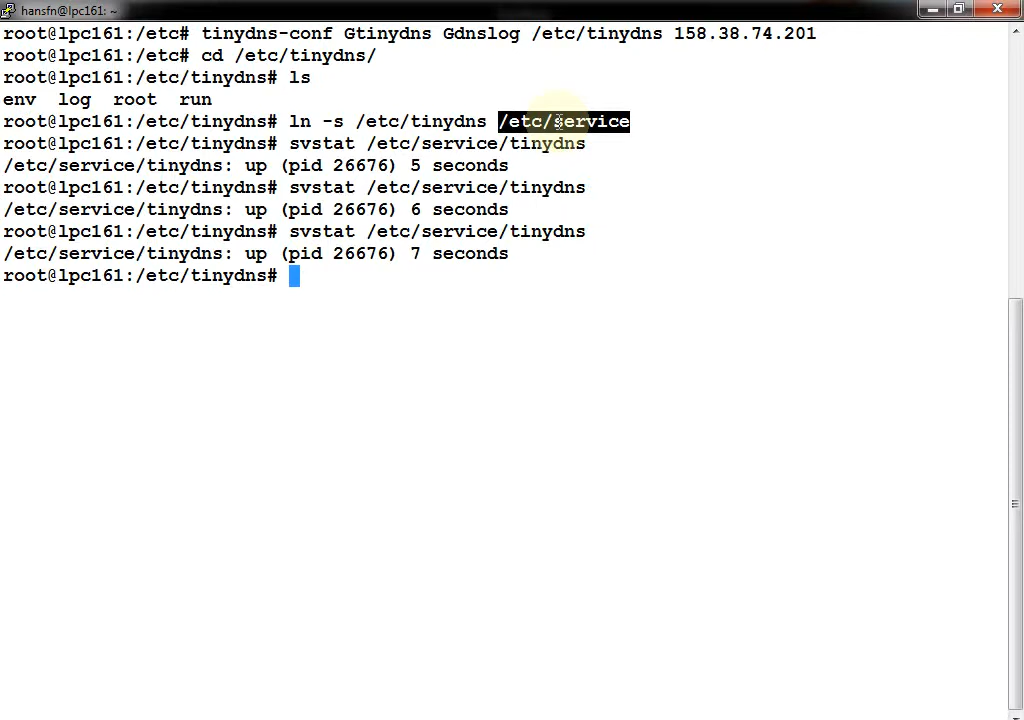 hansfn@lpc161: ~
root@lpc161:/etc# tinydns-conf Gtinydns Gdnslog /etc/tinydns 158.38.74.201
root@lpc161:/etc# cd /etc/tinydns/
root@lpc161:/etc/tinydns# ls
env  log  root  run
root@lpc161:/etc/tinydns# ln -s /etc/tinydns /etc/service
root@lpc161:/etc/tinydns# svstat /etc/service/tinydns
/etc/service/tinydns: up (pid 26676) 5 seconds
root@lpc161:/etc/tinydns# svstat /etc/service/tinydns
/etc/service/tinydns: up (pid 26676) 6 seconds
root@lpc161:/etc/tinydns# svstat /etc/service/tinydns
/etc/service/tinydns: up (pid 26676) 7 seconds
root@lpc161:/etc/tinydns#